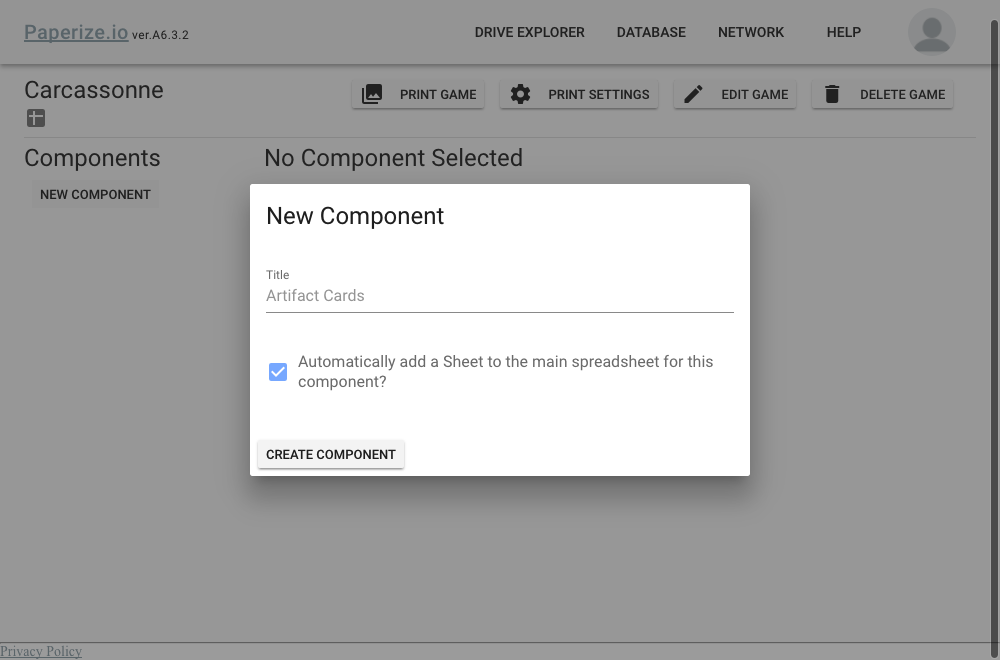 Paperize.io ver.A6.3.2 DRIVE EXPLORER DATABASE NETWORK HELP
Carcassonne PRINT GAME PRINT SETTINGS EDIT GAME DELETE GAME
Components No Component Selected
NEW COMPONENT
New Component
Title
Artifact Cards
Automatically add a Sheet to the main spreadsheet for this
component?
CREATE COMPONENT
Privacy Policy